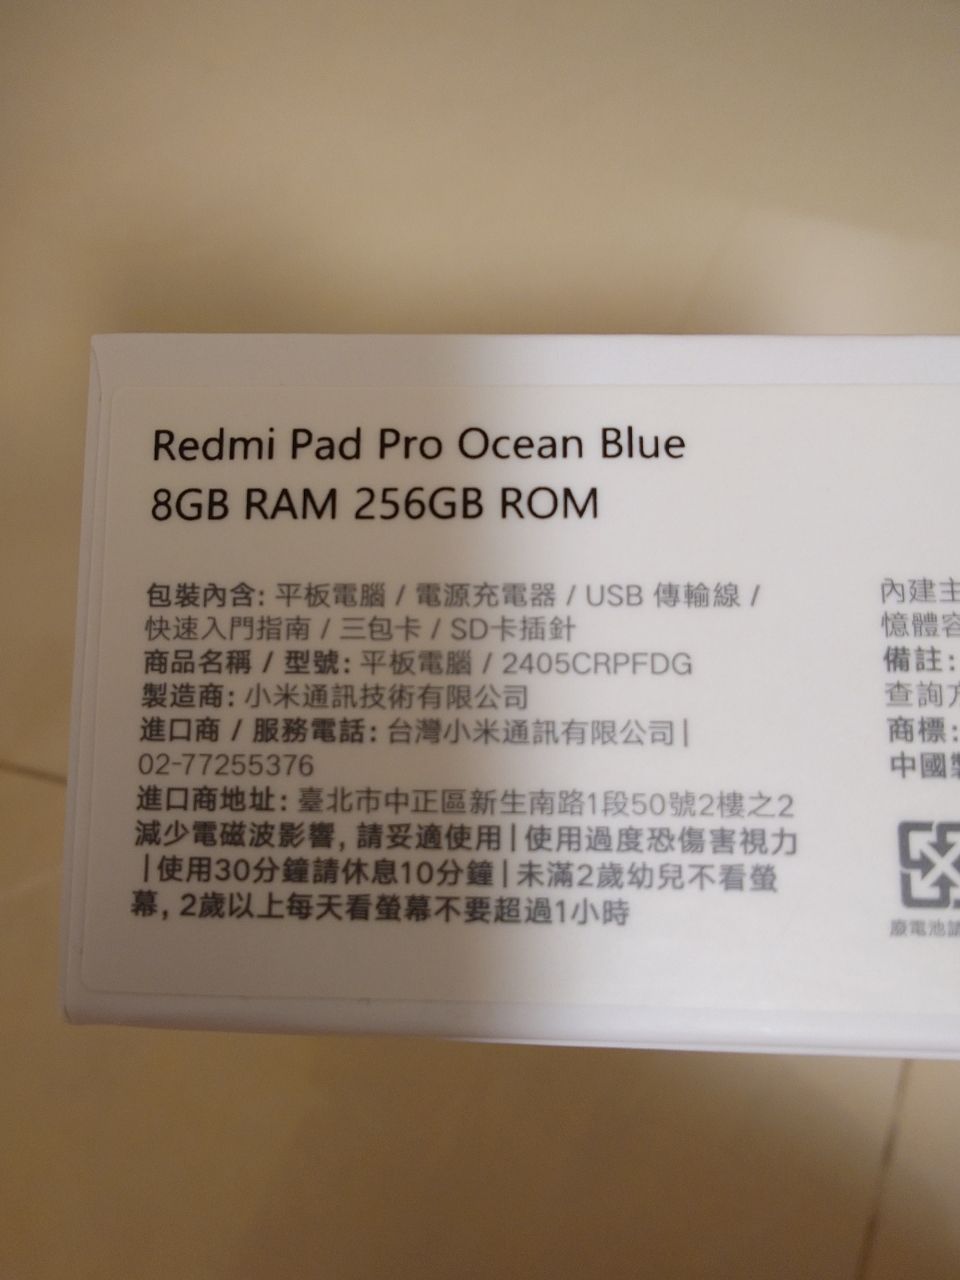 Redmi Pad Pro Ocean Blue
8GB RAM 256GB ROM
包裝內含: 平板電腦 / 電源充電器 / USB 傳輸線 /
快速入門指南 / 三包卡 / SD卡插針
商品名稱 / 型號: 平板電腦 / 2405CRPFDG
製造商: 小米通訊技術有限公司
進口商 / 服務電話: 台灣小米通訊有限公司|
02-77255376
進口商地址: 臺北市中正區新生南路1段50號2樓之2
減少電磁波影響, 請妥適使用|使用過度恐傷害視力
|使用30分鐘請休息10分鐘|未滿2歲幼兒不看螢
幕, 2歲以上每天看螢幕不要超過1小時
內建主
憶體容
備註:
查詢方
商標:
中國製
廢電池請